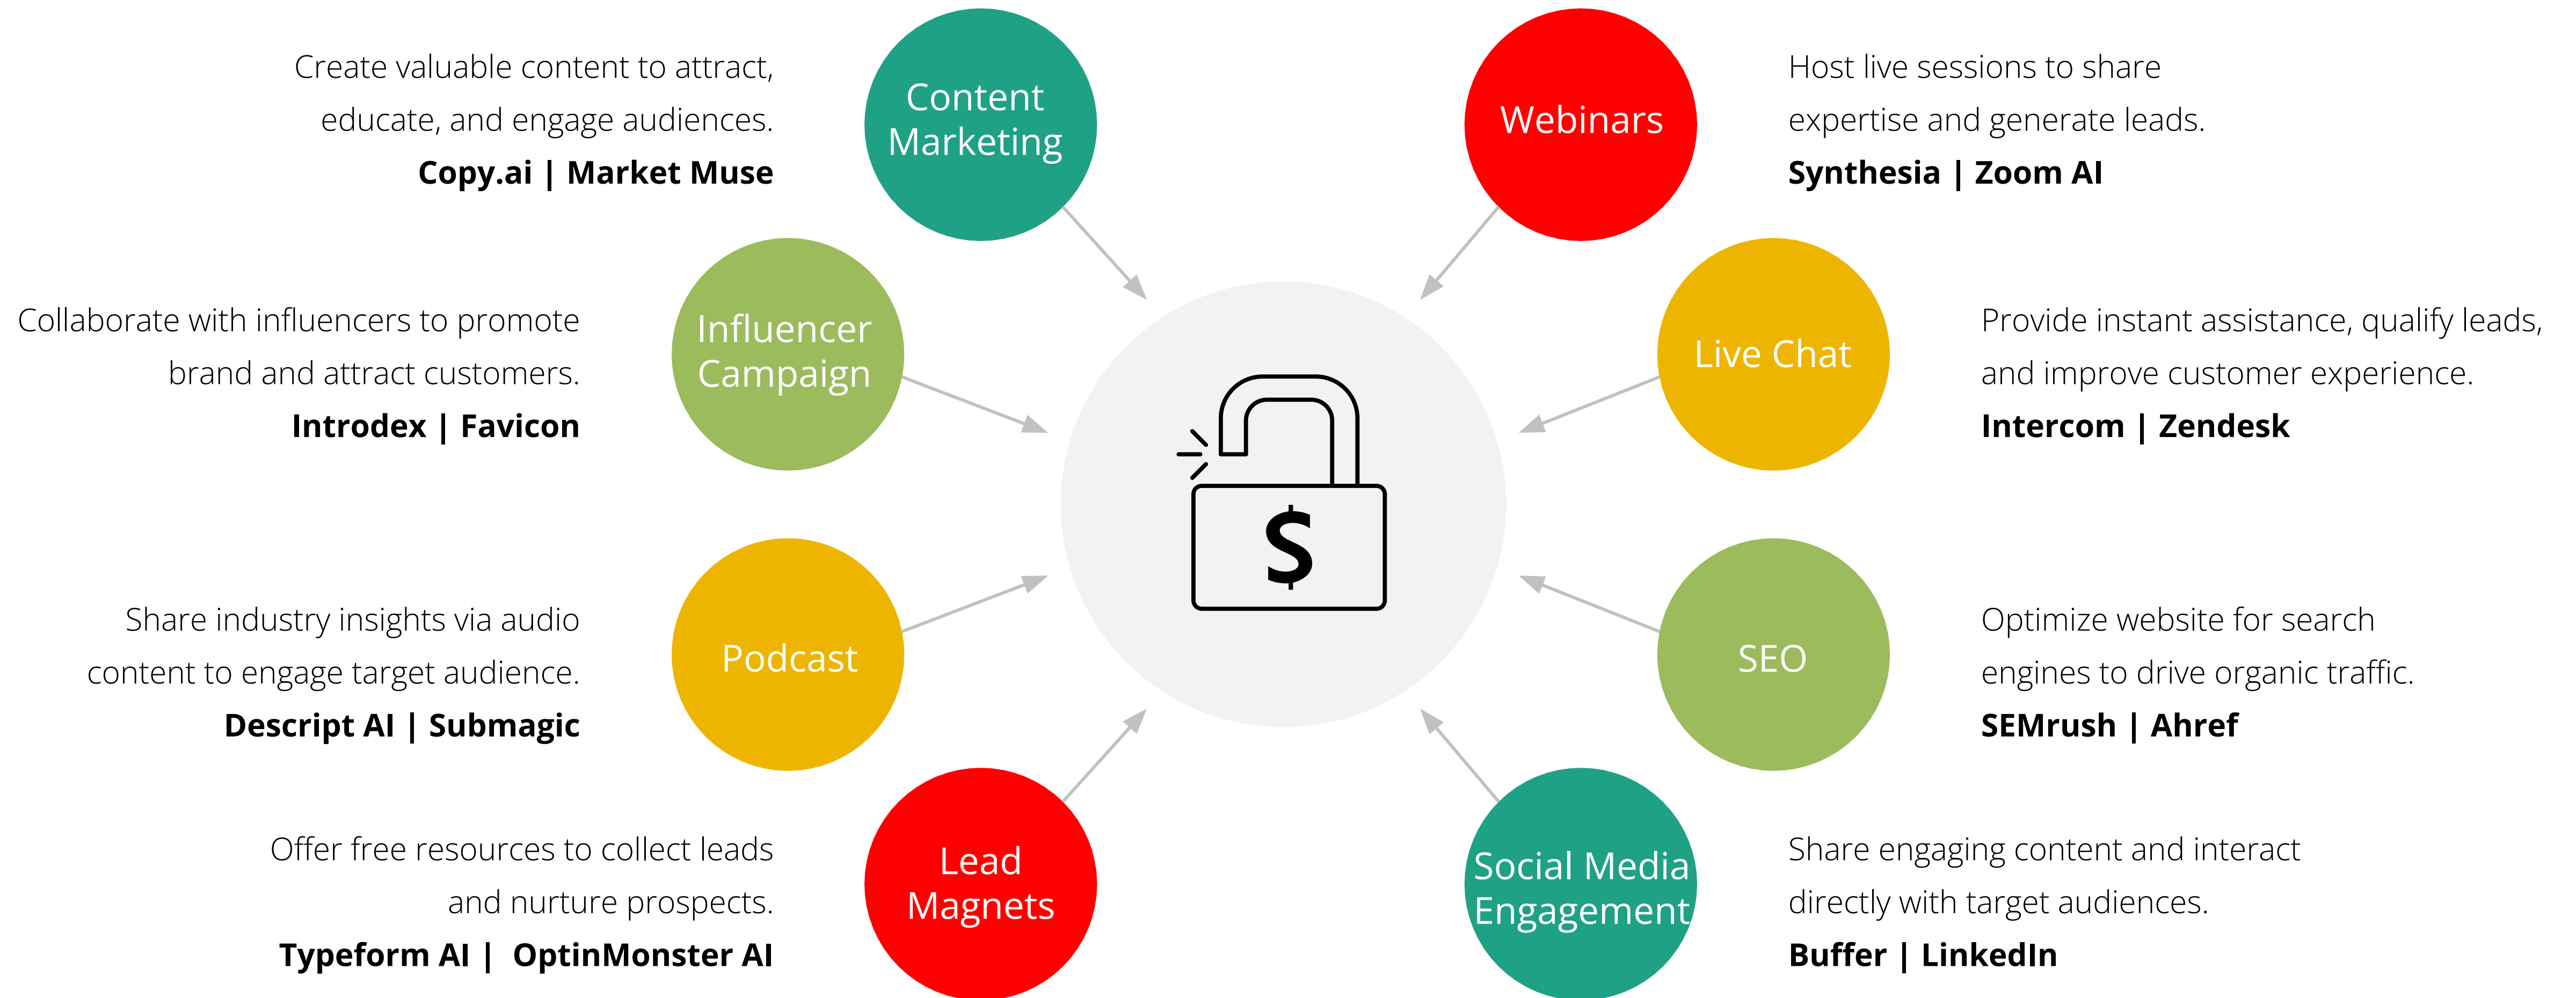 Create valuable content to attract,
educate, and engage audiences.
Copy.ai | Market Muse
Content
Marketing
Webinars
Host live sessions to share
expertise and generate leads.
Synthesia | Zoom AI
Collaborate with influencers to promote
brand and attract customers.
Introdex | Favicon
Influencer
Campaign
Live Chat
Provide instant assistance, qualify leads,
and improve customer experience.
Intercom | Zendesk
$
Share industry insights via audio
content to engage target audience.
Descript AI | Submagic
Podcast
SEO
Optimize website for search
engines to drive organic traffic.
SEMrush | Ahref
Offer free resources to collect leads
and nurture prospects.
Typeform AI | OptinMonster AI
Lead
Magnets
Social Media
Engagement
Share engaging content and interact
directly with target audiences.
Buffer | LinkedIn